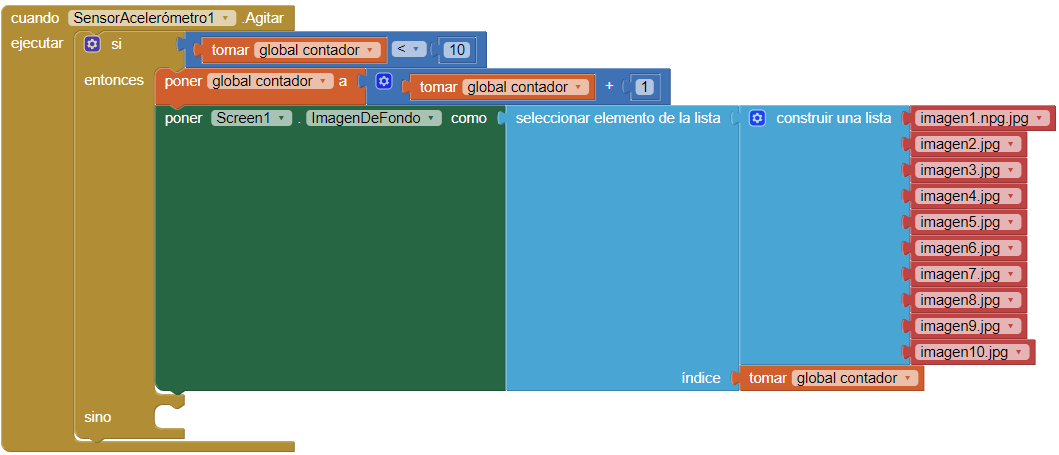 cuando SensorAcelerómetro1 .Agitar
ejecutar si tomar global contador < 10
entonces poner global contador a tomar global contador + 1
poner Screen1 . ImagenDeFondo como seleccionar elemento de la lista construir una lista imagen1.npg.jpg
imagen2.jpg
imagen3.jpg
imagen4.jpg
imagen5.jpg
imagen6.jpg
imagen7.jpg
imagen8.jpg
imagen9.jpg
imagen10.jpg
índice tomar global contador
sino